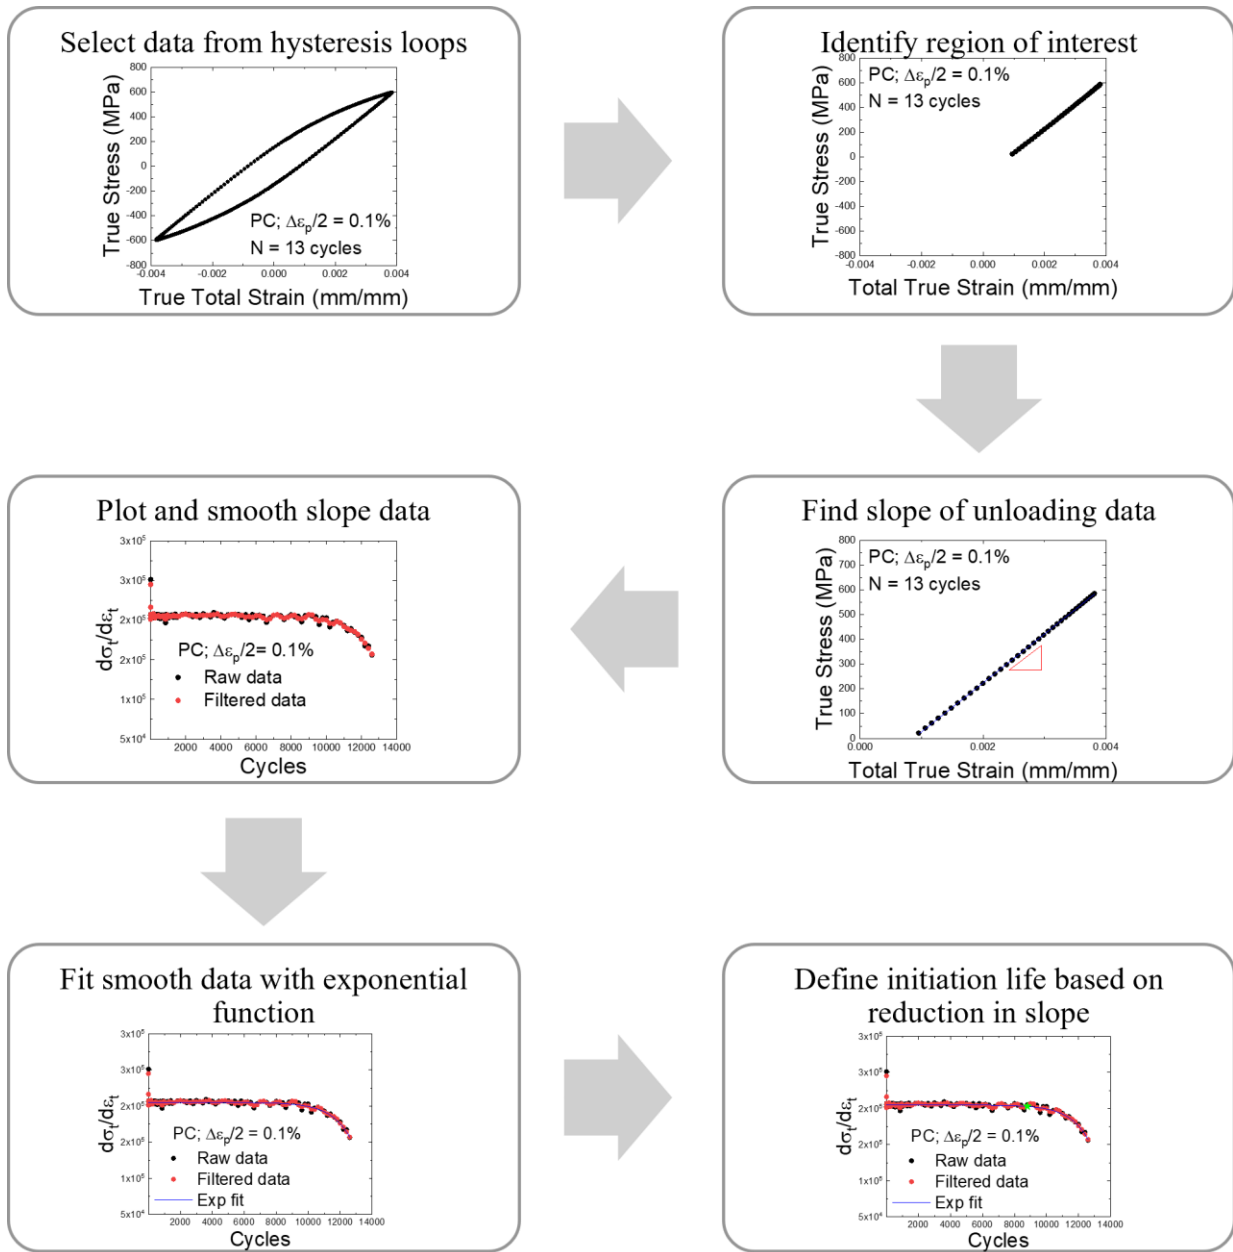 Select data from hysteresis loops
800
600
400
200
0
-200
-400
-600
-800
True Stress (MPa)
PC; Δεp/2 = 0.1%
N = 13 cycles
-0.004 -0.002 0.000 0.002 0.004
True Total Strain (mm/mm)
Identify region of interest
800
600
400
200
0
-200
-400
-600
-800
True Stress (MPa)
PC; Δεp/2 = 0.1%
N = 13 cycles
-0.004 -0.002 0.000 0.002 0.004
Total True Strain (mm/mm)
Plot and smooth slope data
3x10⁵
3x10⁵
2x10⁵
2x10⁵
1x10⁵
5x10⁴
dσt/dεt
PC; Δεp/2= 0.1%
Raw data
Filtered data
2000 4000 6000 8000 10000 12000 14000
Cycles
Find slope of unloading data
800
700
600
500
400
300
200
100
0
True Stress (MPa)
PC; Δεp/2 = 0.1%
N = 13 cycles
0.000 0.002 0.004
Total True Strain (mm/mm)
Fit smooth data with exponential
function
3x10⁵
3x10⁵
2x10⁵
2x10⁵
1x10⁵
5x10⁴
dσt/dεt
PC; Δεp/2 = 0.1%
Raw data
Filtered data
Exp fit
2000 4000 6000 8000 10000 12000 14000
Cycles
Define initiation life based on
reduction in slope
3x10⁵
3x10⁵
2x10⁵
2x10⁵
1x10⁵
5x10⁴
dσt/dεt
PC; Δεp/2 = 0.1%
Raw data
Filtered data
Exp fit
2000 4000 6000 8000 10000 12000 14000
Cycles